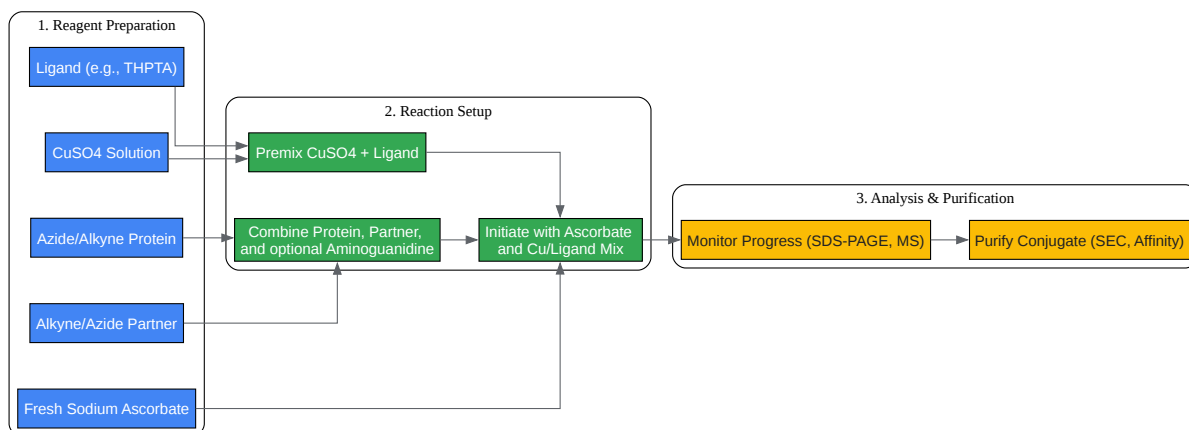 1. Reagent Preparation
Ligand (e.g., THPTA)
CuSO4 Solution
Azide/Alkyne Protein
Alkyne/Azide Partner
Fresh Sodium Ascorbate
2. Reaction Setup
Premix CuSO4 + Ligand
Combine Protein, Partner,
and optional Aminoguanidine
Initiate with Ascorbate
and Cu/Ligand Mix
3. Analysis & Purification
Monitor Progress (SDS-PAGE, MS)
Purify Conjugate (SEC, Affinity)